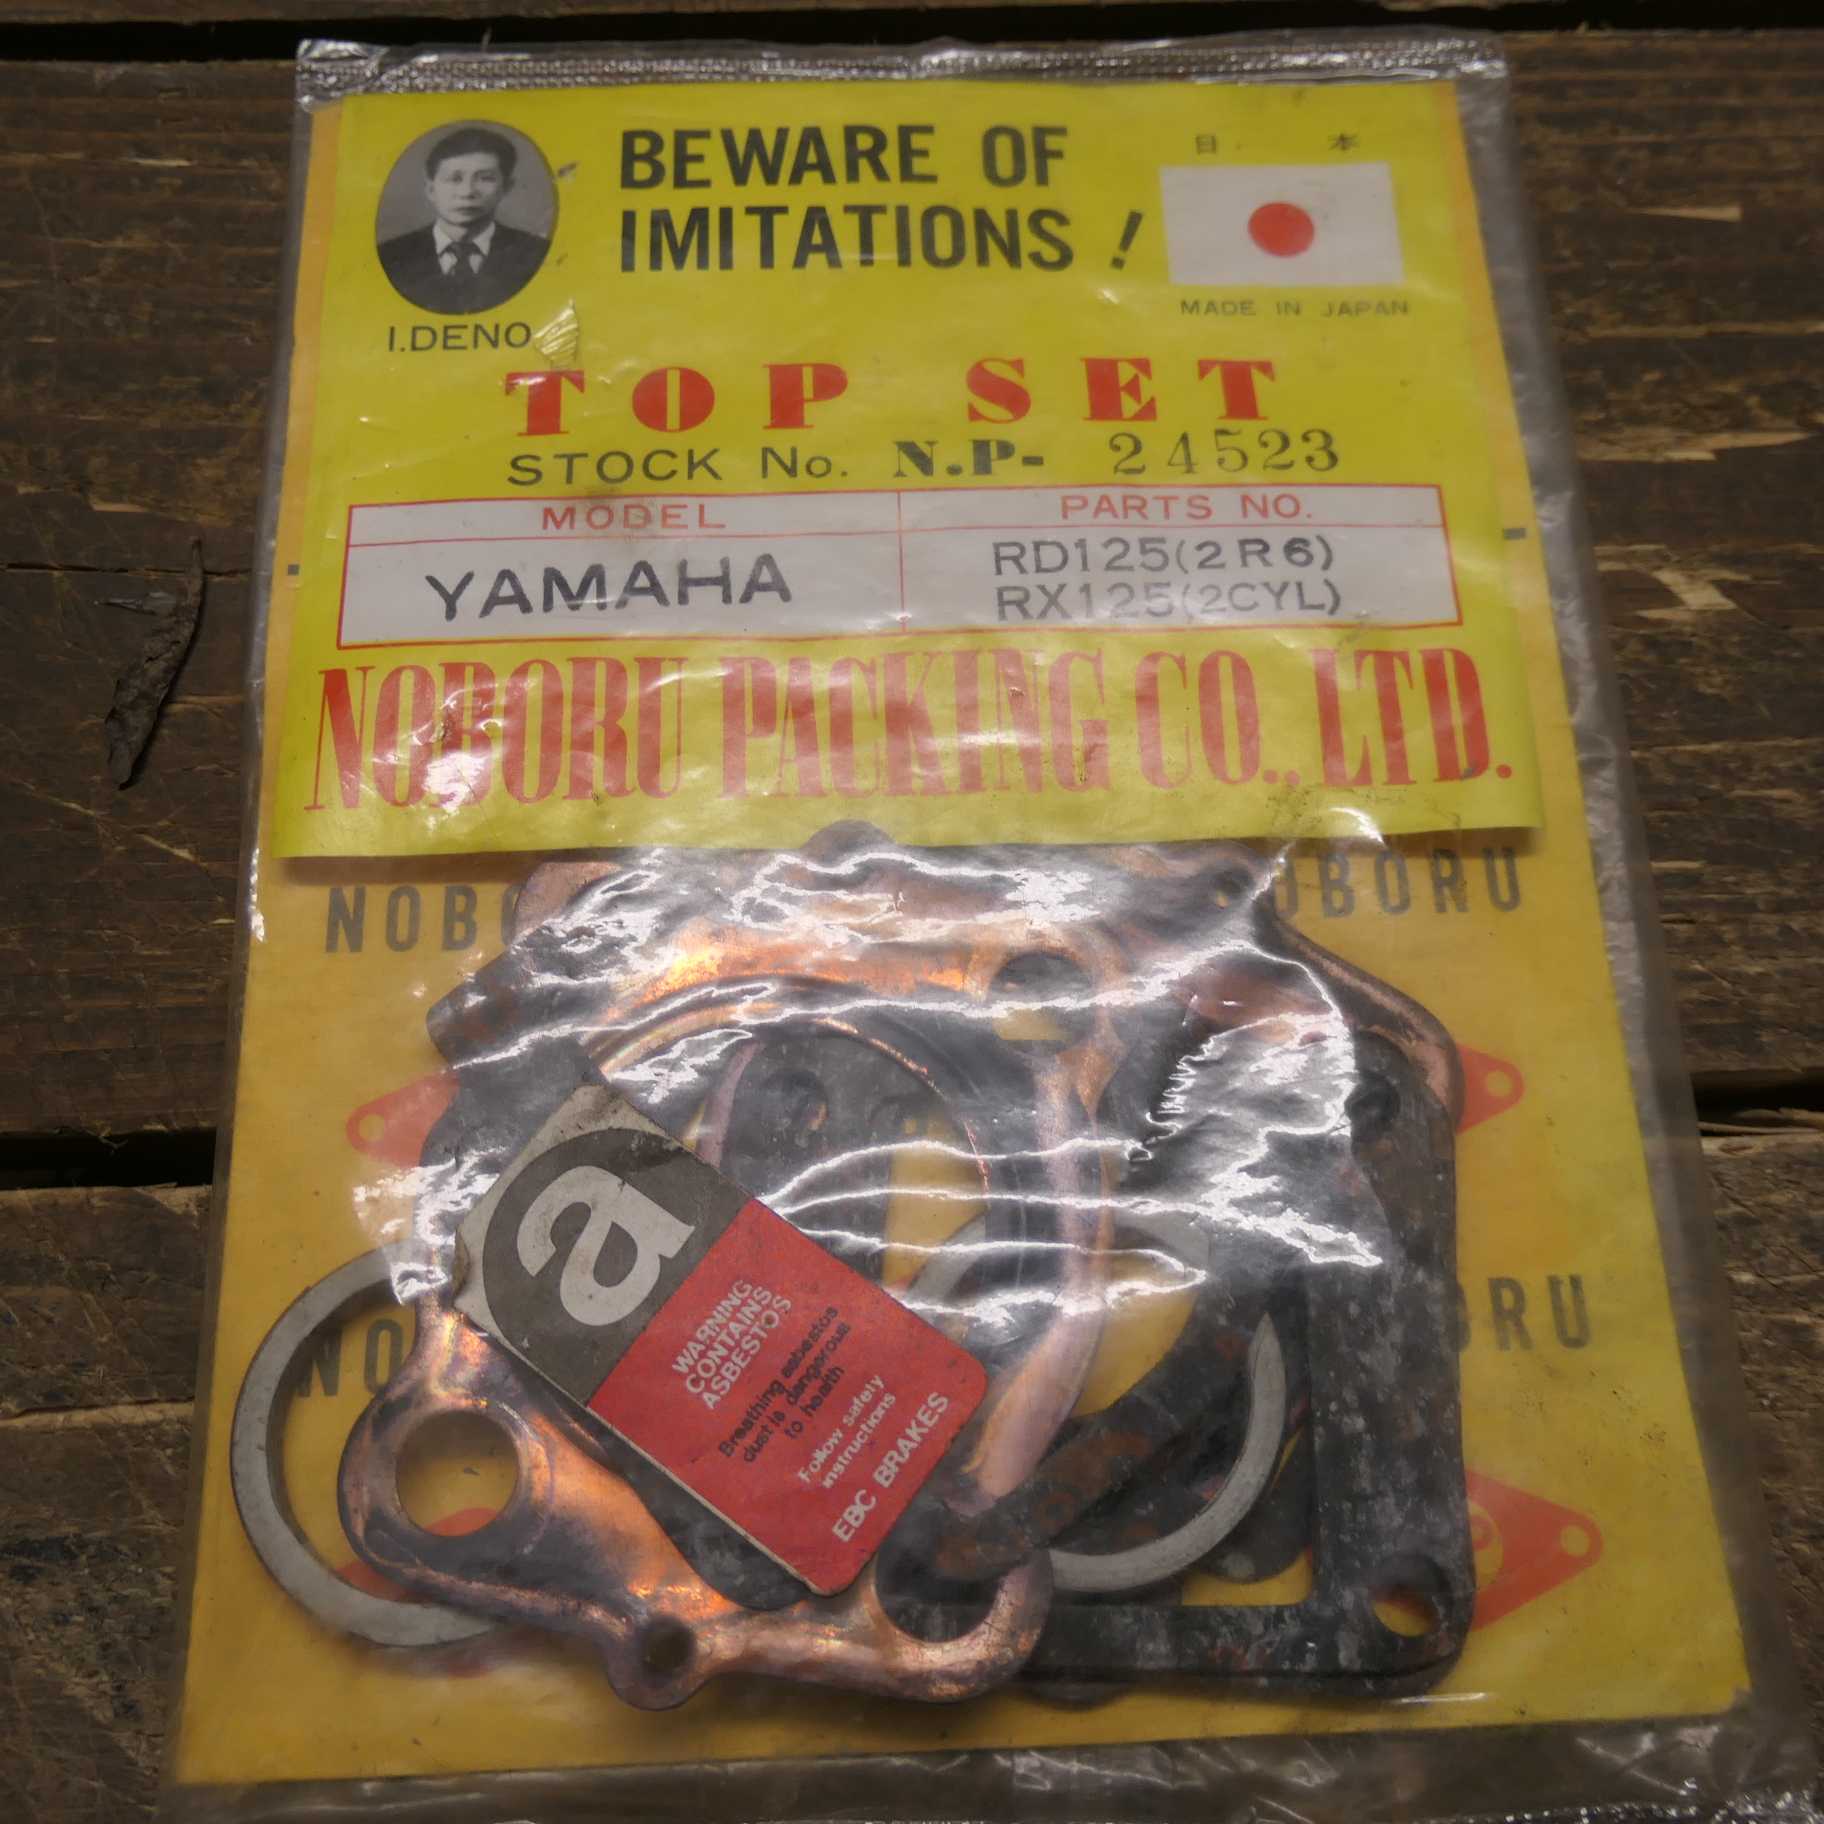 BEWARE OF
IMITATIONS !
日 本
MADE IN JAPAN
I.DENO
TOP SET
STOCK No. N.P- 24523
MODEL
PARTS NO.
YAMAHA
RD125(2R6)
RX125(2CYL)
NOBORU PACKING CO., LTD.
NOBO
OBORU
NO
ORU
a
WARNING
CONTAINS
ASBESTOS
Breathing asbestos
dust is dangerous
to health
Follow safety
instructions
EBC BRAKES